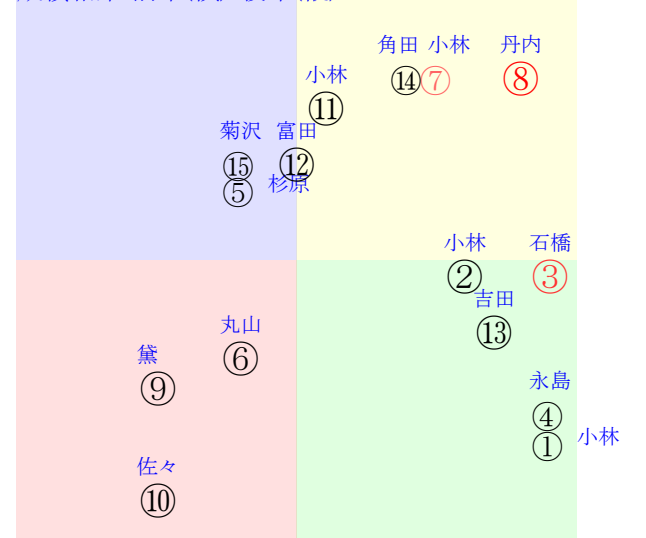 角田 小林 丹内
⑭ ⑦ ⑧
小林
⑪
菊沢 富田
⑮ ⑫
⑤ 杉原
小林 石橋
② ③
吉田
⑬
丸山
⑥
黛
⑨
永島
④
① 小林
佐々
⑩